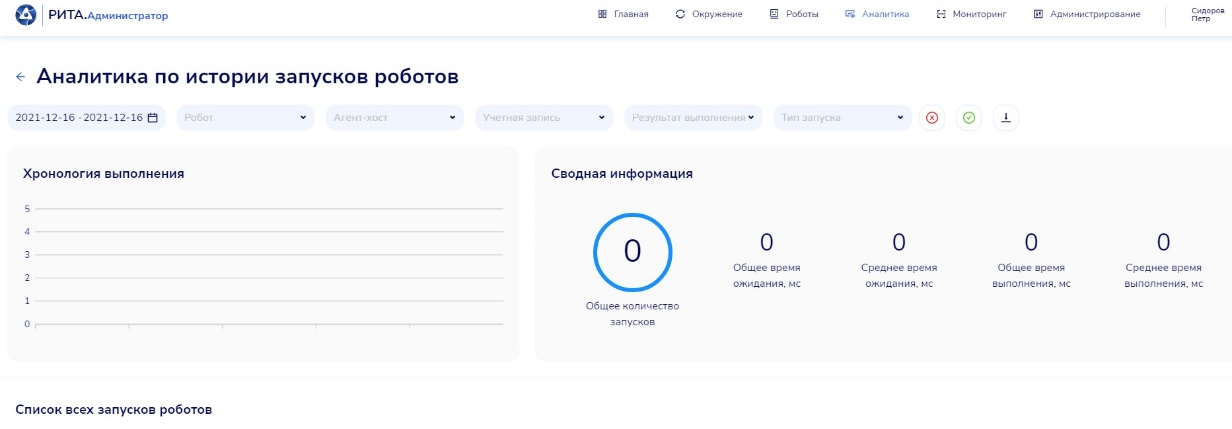 РИТА.Администратор
Главная
Окружение
Роботы
Аналитика
Мониторинг
Администрирование
Сидоров
Петр
Аналитика по истории запусков роботов
2021-12-16 - 2021-12-16
Робот
Агент-хост
Учетная запись
Результат выполнения
Тип запуска
Хронология выполнения
5
4
3
2
1
0
Сводная информация
0
Общее количество
запусков
0
Общее время
ожидания, мс
0
Среднее время
ожидания, мс
0
Общее время
выполнения, мс
0
Среднее время
выполнения, мс
Список всех запусков роботов